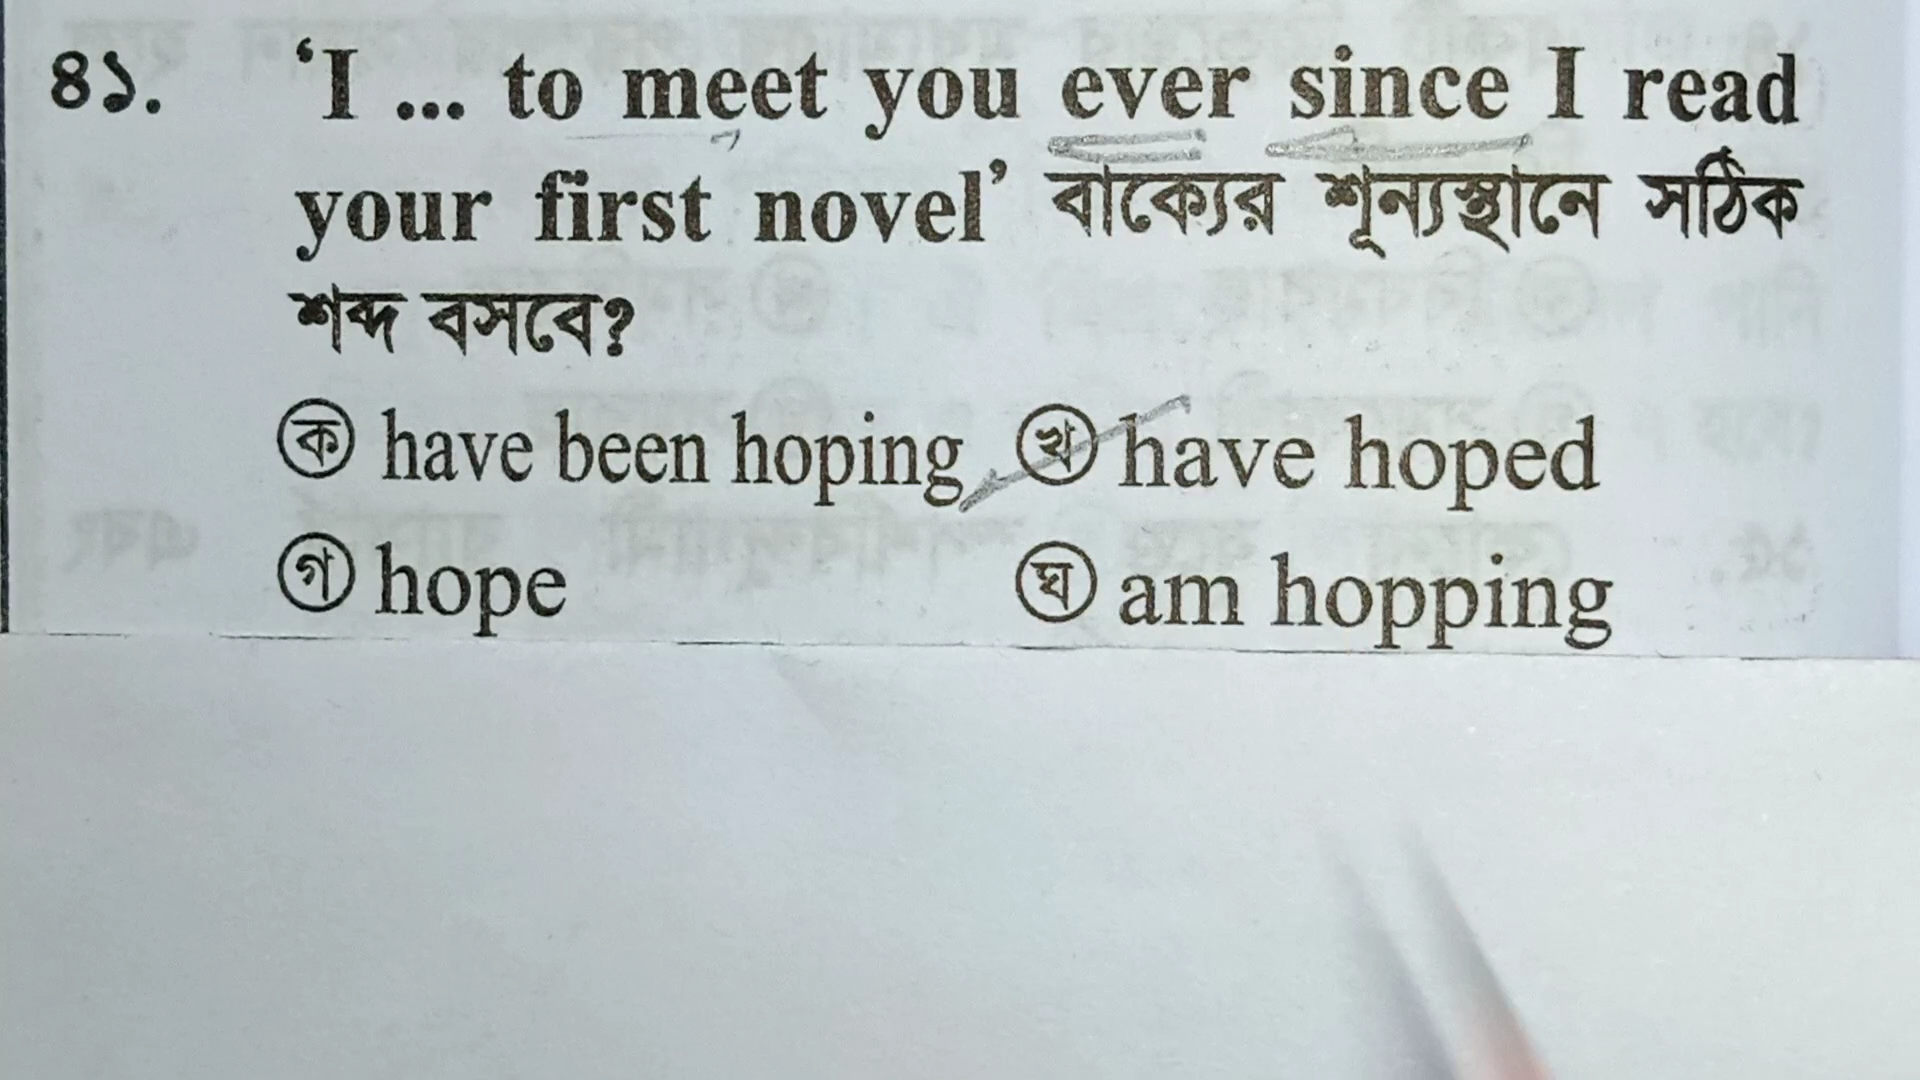 ৪১. ‘I ... to meet you ever since I read
your first novel’ বাক্যের শূন্যস্থানে সঠিক
শব্দ বসবে?
ক have been hoping খ have hoped
গ hope ঘ am hopping